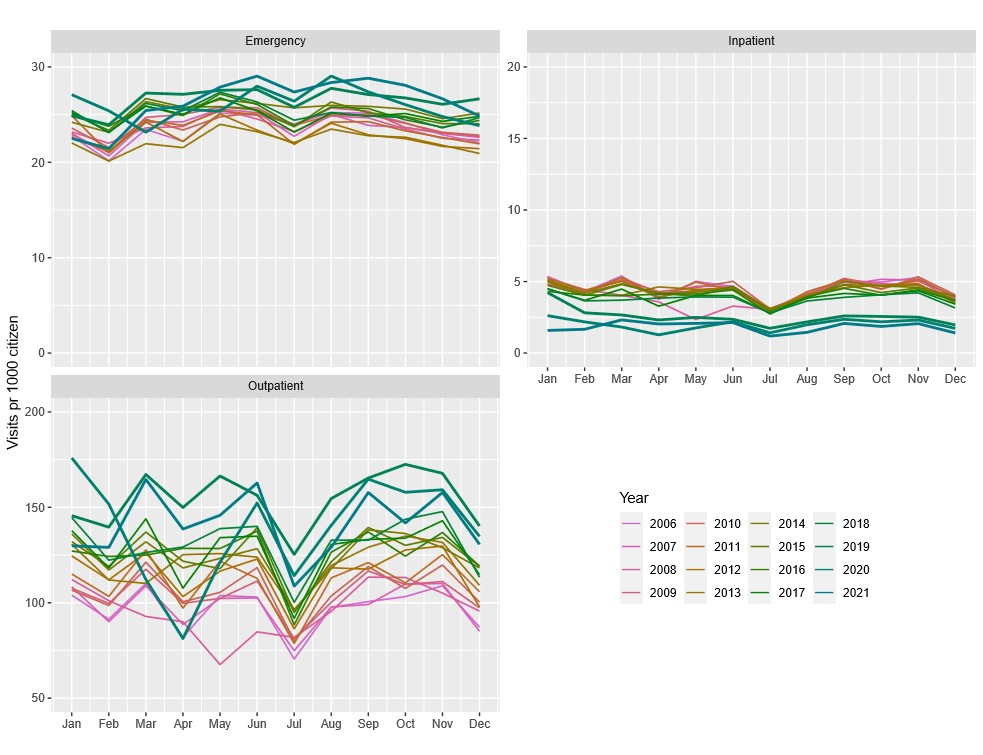 Emergency
Inpatient
30
20
10
0
20
15
10
5
0
Jan Feb Mar Apr May Jun Jul Aug Sep Oct Nov Dec
Visits pr 1000 citizen
Outpatient
200
150
100
50
Jan Feb Mar Apr May Jun Jul Aug Sep Oct Nov Dec
Year
2006 2010 2014 2018
2007 2011 2015 2019
2008 2012 2016 2020
2009 2013 2017 2021